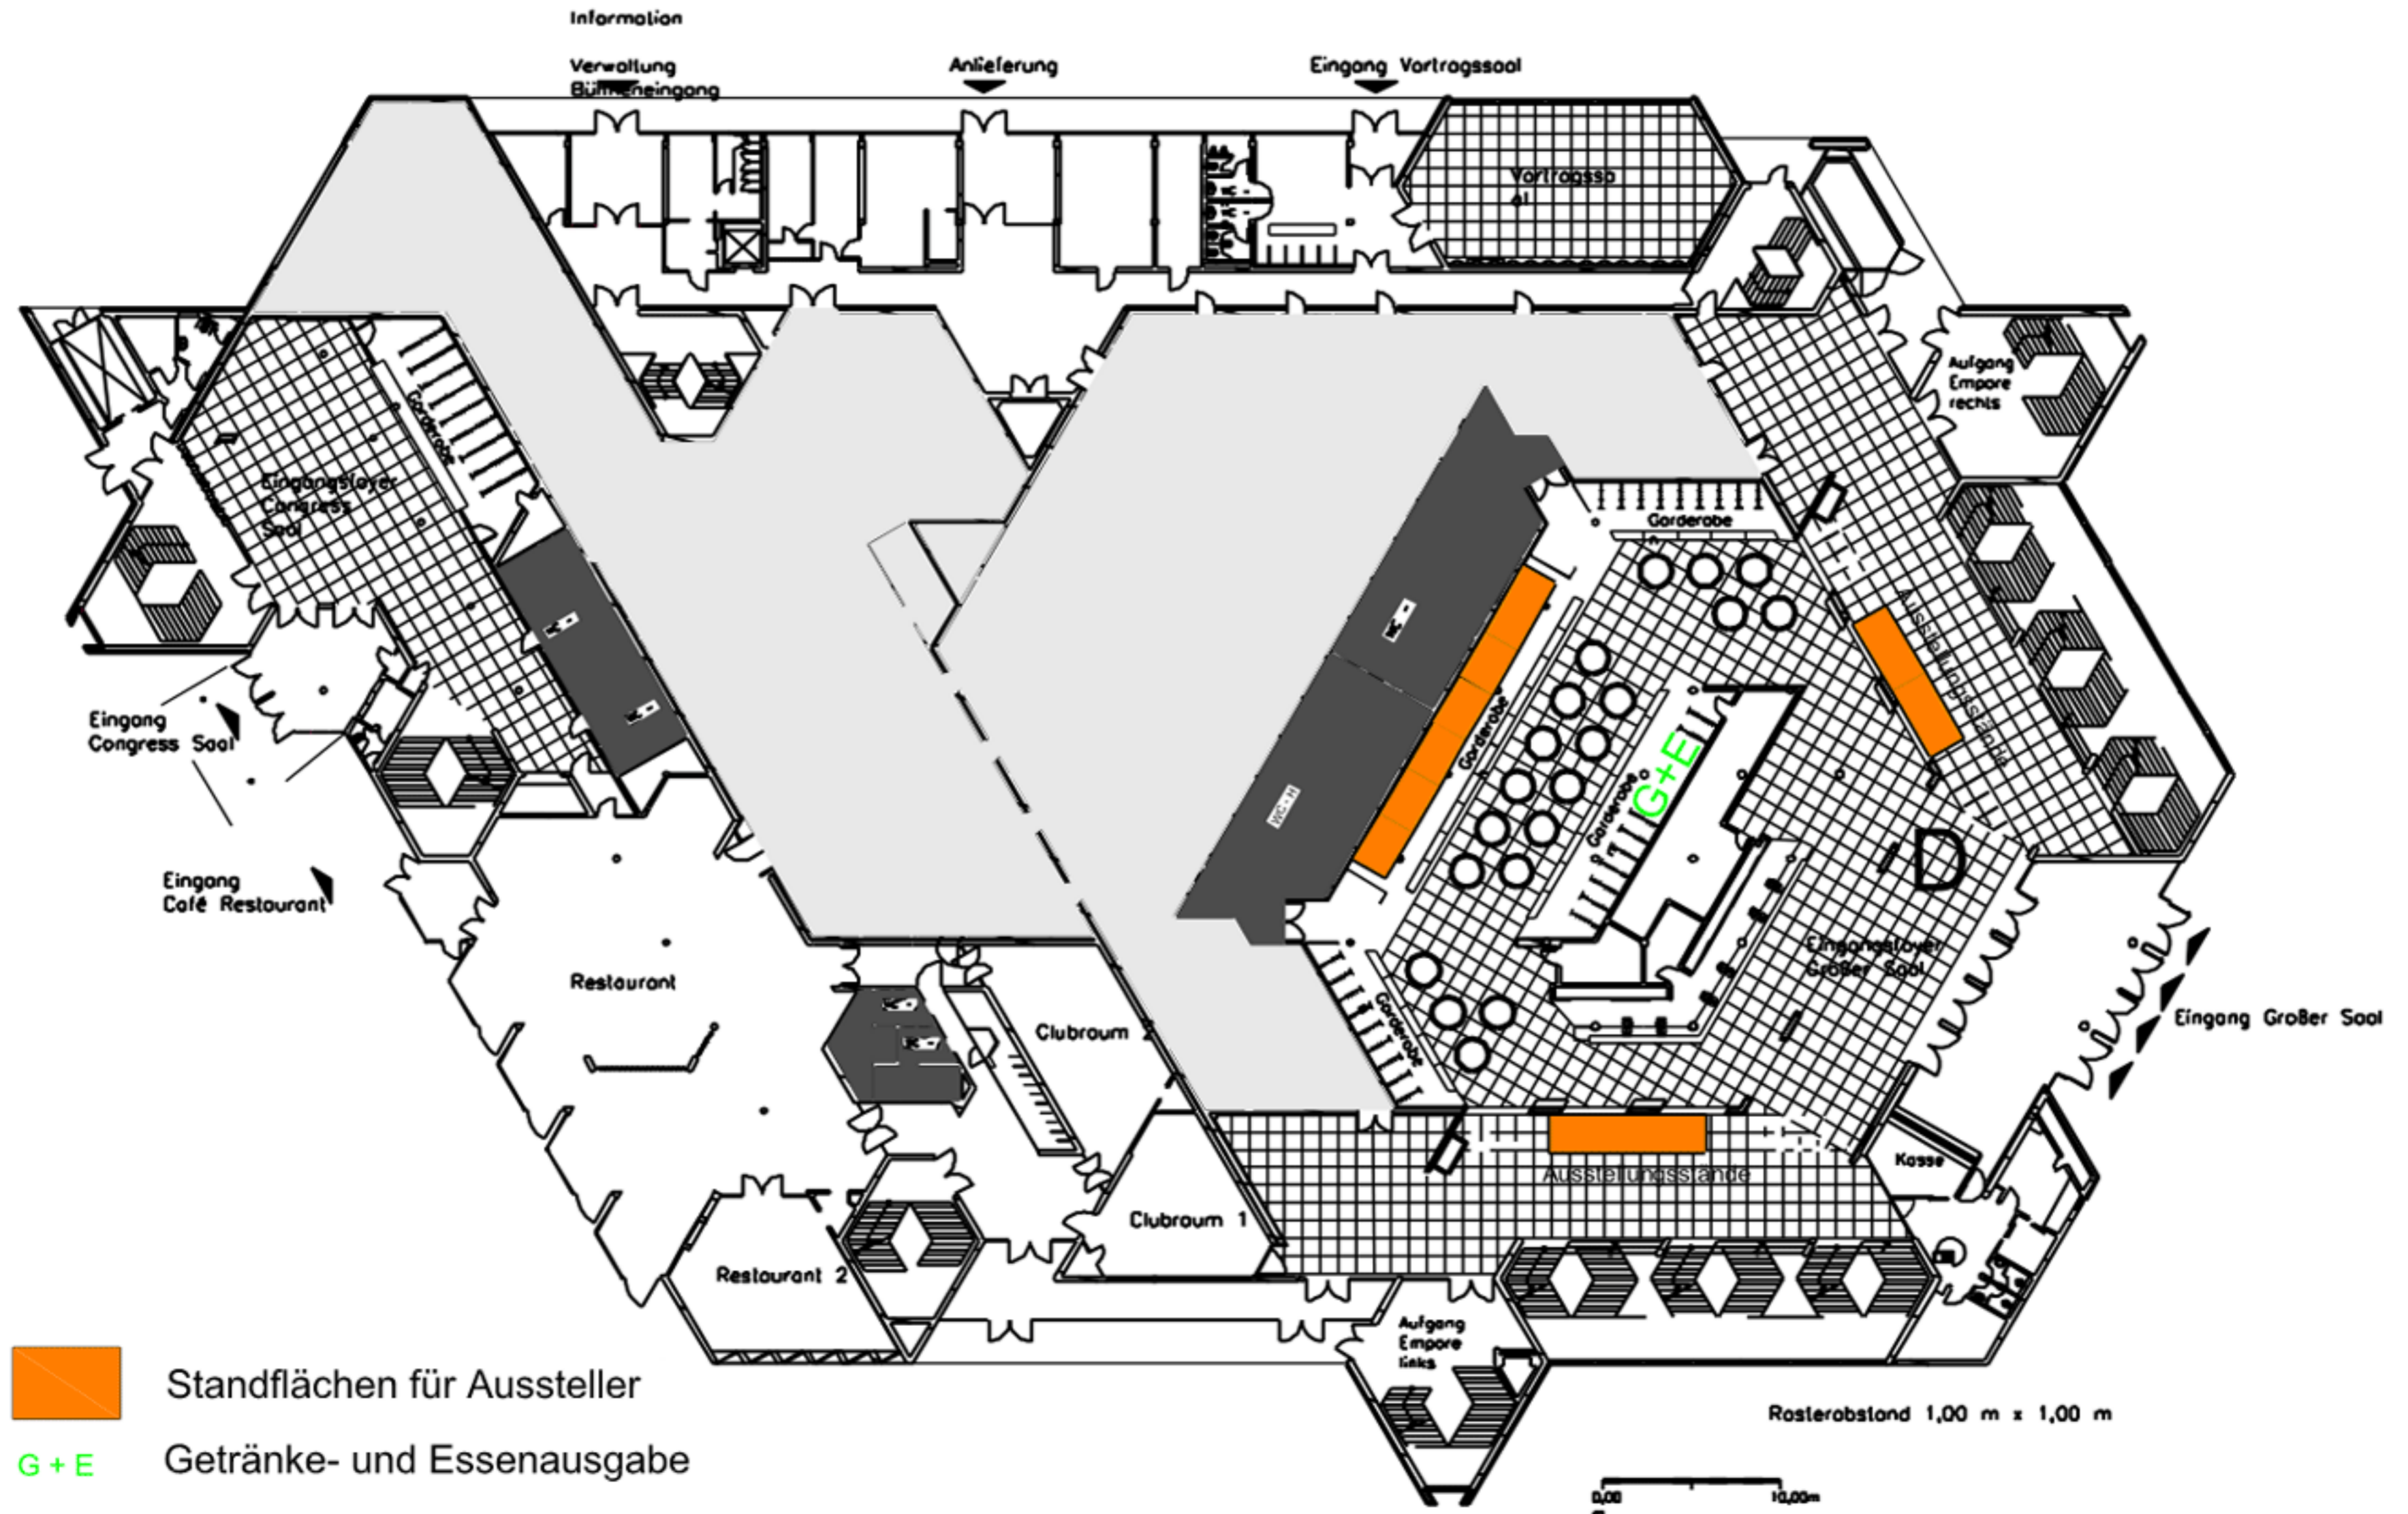 Information
Verwaltung
Bühneneingang
Anlieferung
Eingang Vortragssaal
Vortragssa
al
Aufgang
Empore
rechts
Garderobe
Eingangsfoyer
Congress
Saal
Garderobe
Ausstellungsstände
Garderobe
G+E
Garderobe
WC - H
Eingang
Congress Saal
Eingang
Café Restaurant
Eingangsfoyer
Großer Saal
Restaurant
Clubraum 2
Garderobe
Eingang Großer Saal
Kasse
Ausstellungsstände
Clubraum 1
Restaurant 2
Aufgang
Empore
links
Standflächen für Aussteller
G + E
Getränke- und Essenausgabe
Rasterabstand 1,00 m x 1,00 m
0,00
10,00m